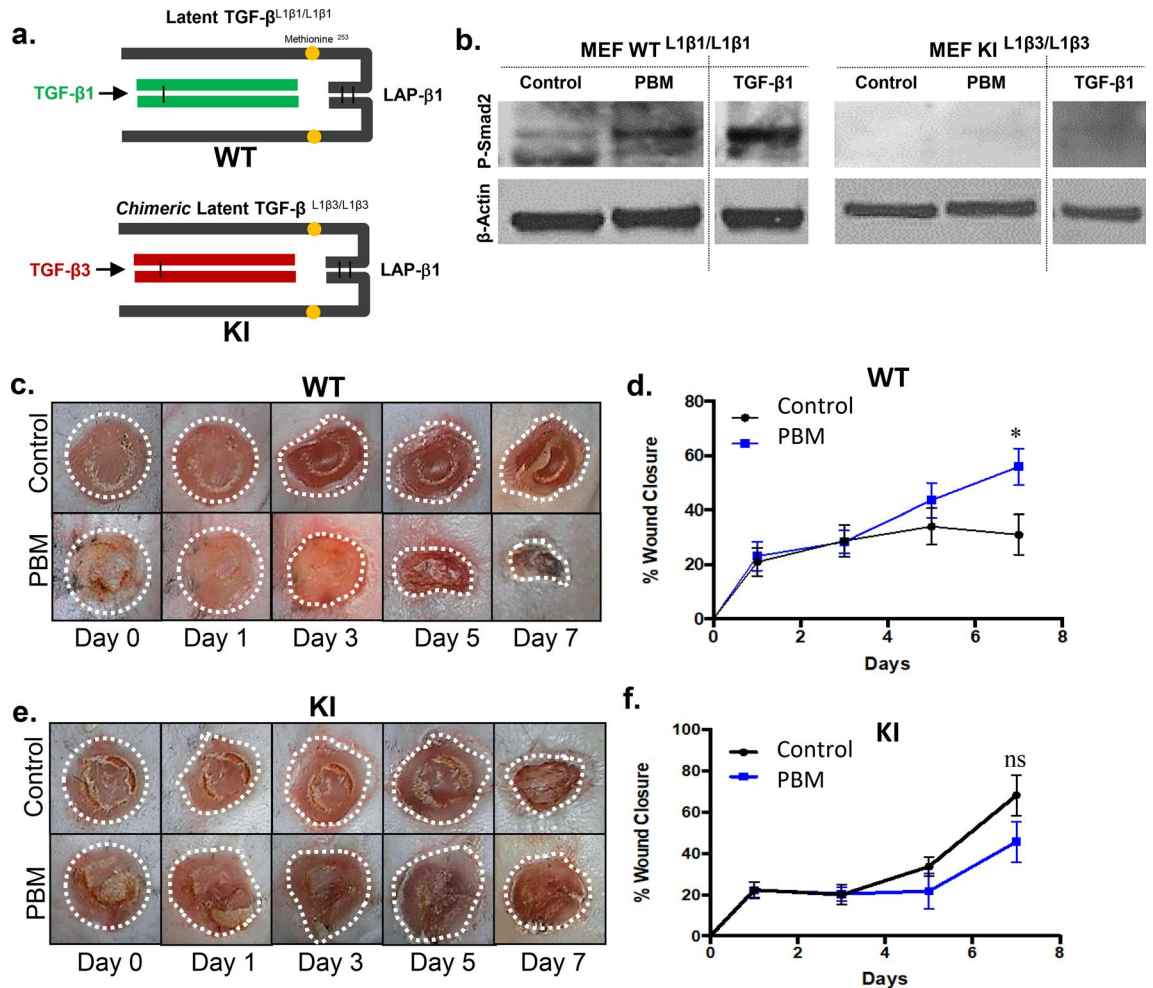 a.
Latent TGF-β L1β1/L1β1
Methionine 253
TGF-β1
LAP-β1
WT
Chimeric Latent TGF-β L1β3/L1β3
TGF-β3
LAP-β1
KI
b.
MEF WT L1β1/L1β1
MEF KI L1β3/L1β3
Control PBM TGF-β1
Control PBM TGF-β1
P-Smad2
β-Actin
c.
WT
Control
PBM
Day 0 Day 1 Day 3 Day 5 Day 7
d.
WT
Control
PBM
*
% Wound Closure
80
60
40
20
0
0 2 4 6 8
Days
e.
KI
Control
PBM
Day 0 Day 1 Day 3 Day 5 Day 7
f.
KI
Control
PBM
ns
% Wound Closure
100
80
60
40
20
0
0 2 4 6 8
Days